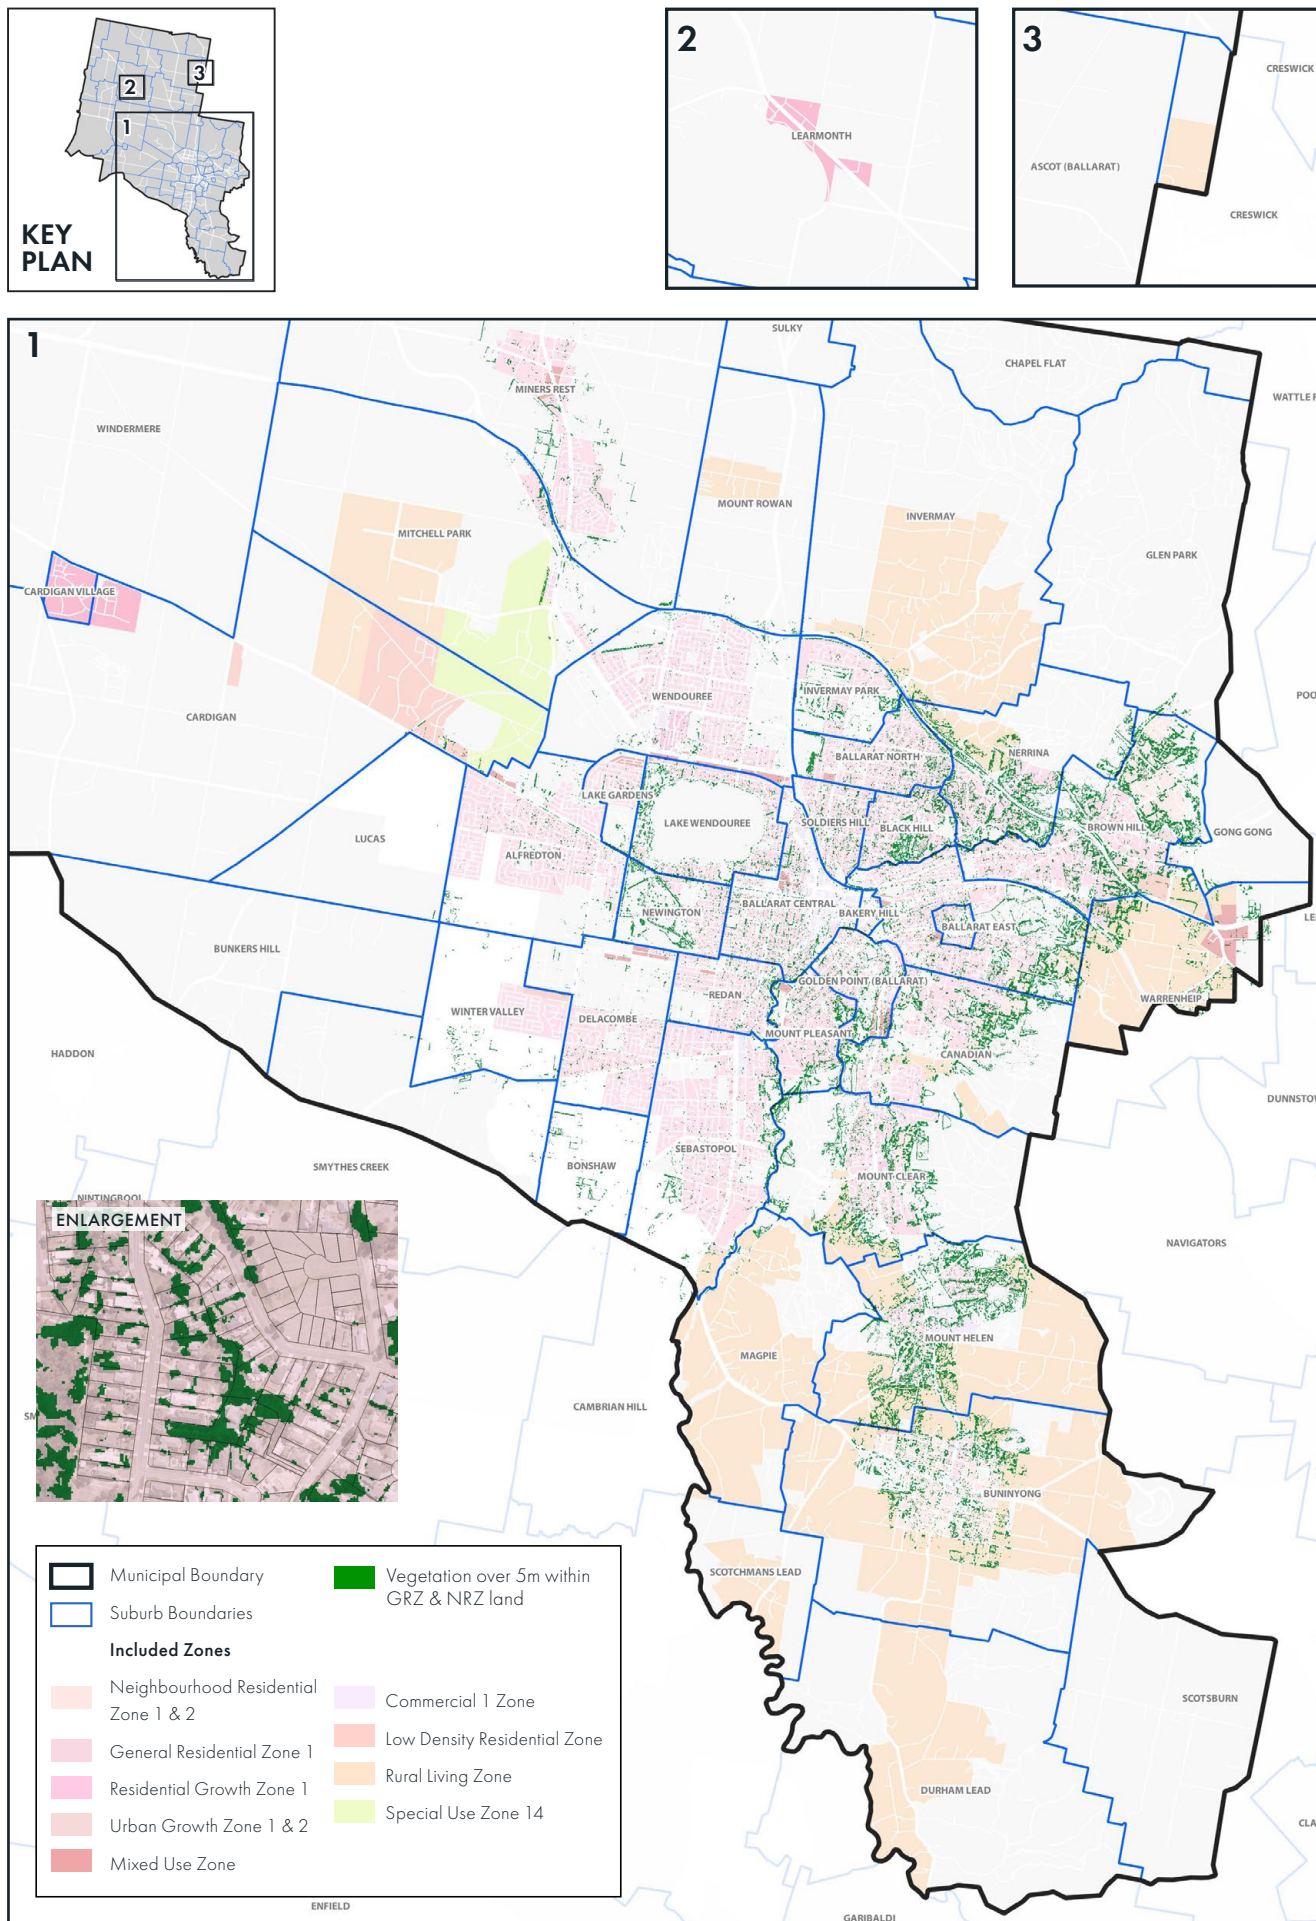 2
3
1
KEY
PLAN
2
LEARMONTH
3
CRESWICK
ASCOT (BALLARAT)
CRESWICK
1
SULKY
CHAPEL FLAT
MINERS REST
WATTLE F
WINDERMERE
MOUNT ROWAN
INVERMAY
MITCHELL PARK
GLEN PARK
CARDIGAN VILLAGE
INVERMAY PARK
WENDOUREE
POO
CARDIGAN
NERRINA
BALLARAT NORTH
LAKE GARDENS
LAKE WENDOUREE
SOLDIERS HILL
BLACK HILL
BROWN HILL
GONG GONG
LUCAS
ALFREDTON
BALLARAT CENTRAL
NEWINGTON
BAKERY HILL
LE
BALLARAT EAST
BUNKERS HILL
GOLDEN POINT (BALLARAT)
REDAN
WARRENHEIP
WINTER VALLEY
DELACOMBE
MOUNT PLEASANT
HADDON
CANADIAN
DUNNSTOW
SEBASTOPOL
SMYTHES CREEK
BONSHAW
MOUNT CLEAR
NINTINGBOOL
ENLARGEMENT
NAVIGATORS
MOUNT HELEN
MAGPIE
CAMBRIAN HILL
SM
BUNINYONG
SCOTCHMANS LEAD
Municipal Boundary
Suburb Boundaries
Included Zones
Neighbourhood Residential
Zone 1 & 2
General Residential Zone 1
Residential Growth Zone 1
Urban Growth Zone 1 & 2
Mixed Use Zone
Vegetation over 5m within
GRZ & NRZ land
Commercial 1 Zone
Low Density Residential Zone
Rural Living Zone
Special Use Zone 14
SCOTSBURN
DURHAM LEAD
CLA
ENFIELD
GARIBALDI